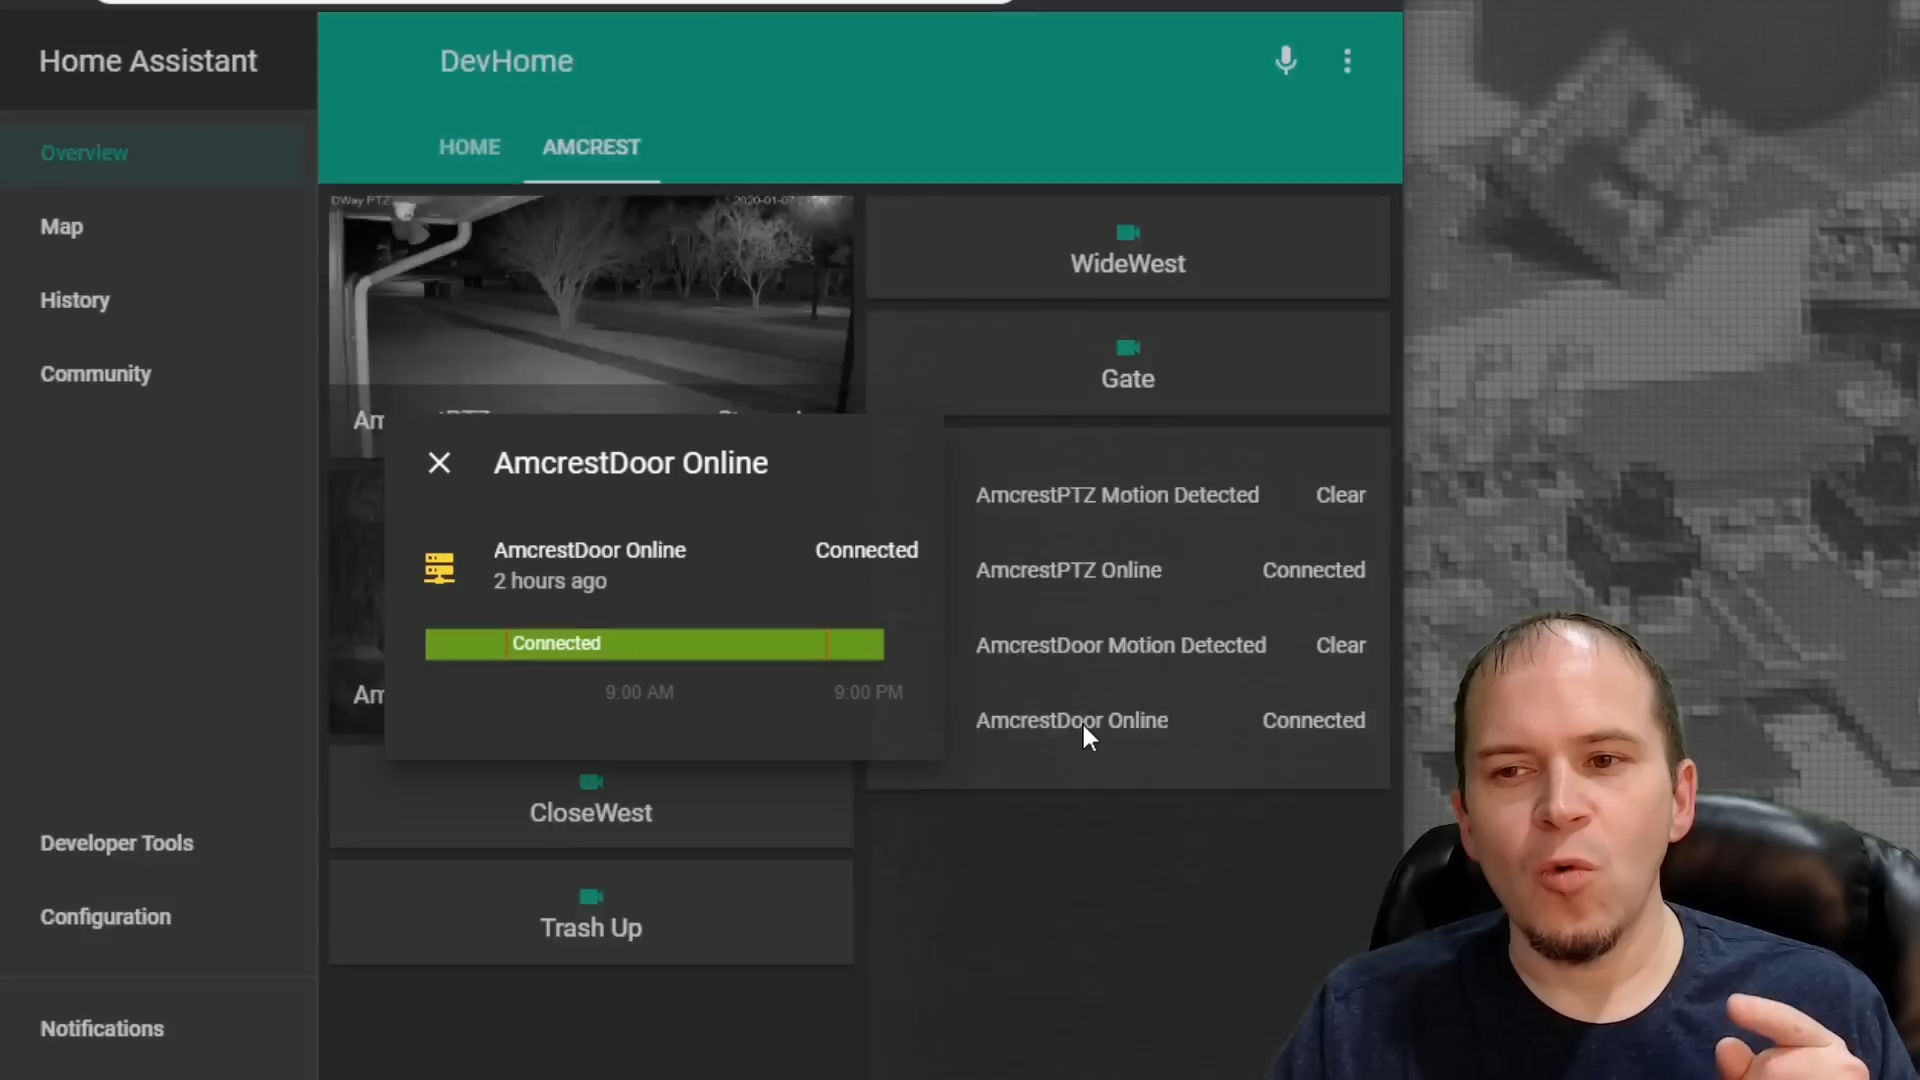 Home Assistant
DevHome
HOME
AMCREST
Overview
Map
History
Community
Developer Tools
Configuration
Notifications
DWay PTZ
WideWest
Gate
AmcrestDoor Online
AmcrestDoor Online
Connected
2 hours ago
Connected
9:00 AM
9:00 PM
AmcrestPTZ Motion Detected
Clear
AmcrestPTZ Online
Connected
AmcrestDoor Motion Detected
Clear
AmcrestDoor Online
Connected
CloseWest
Trash Up